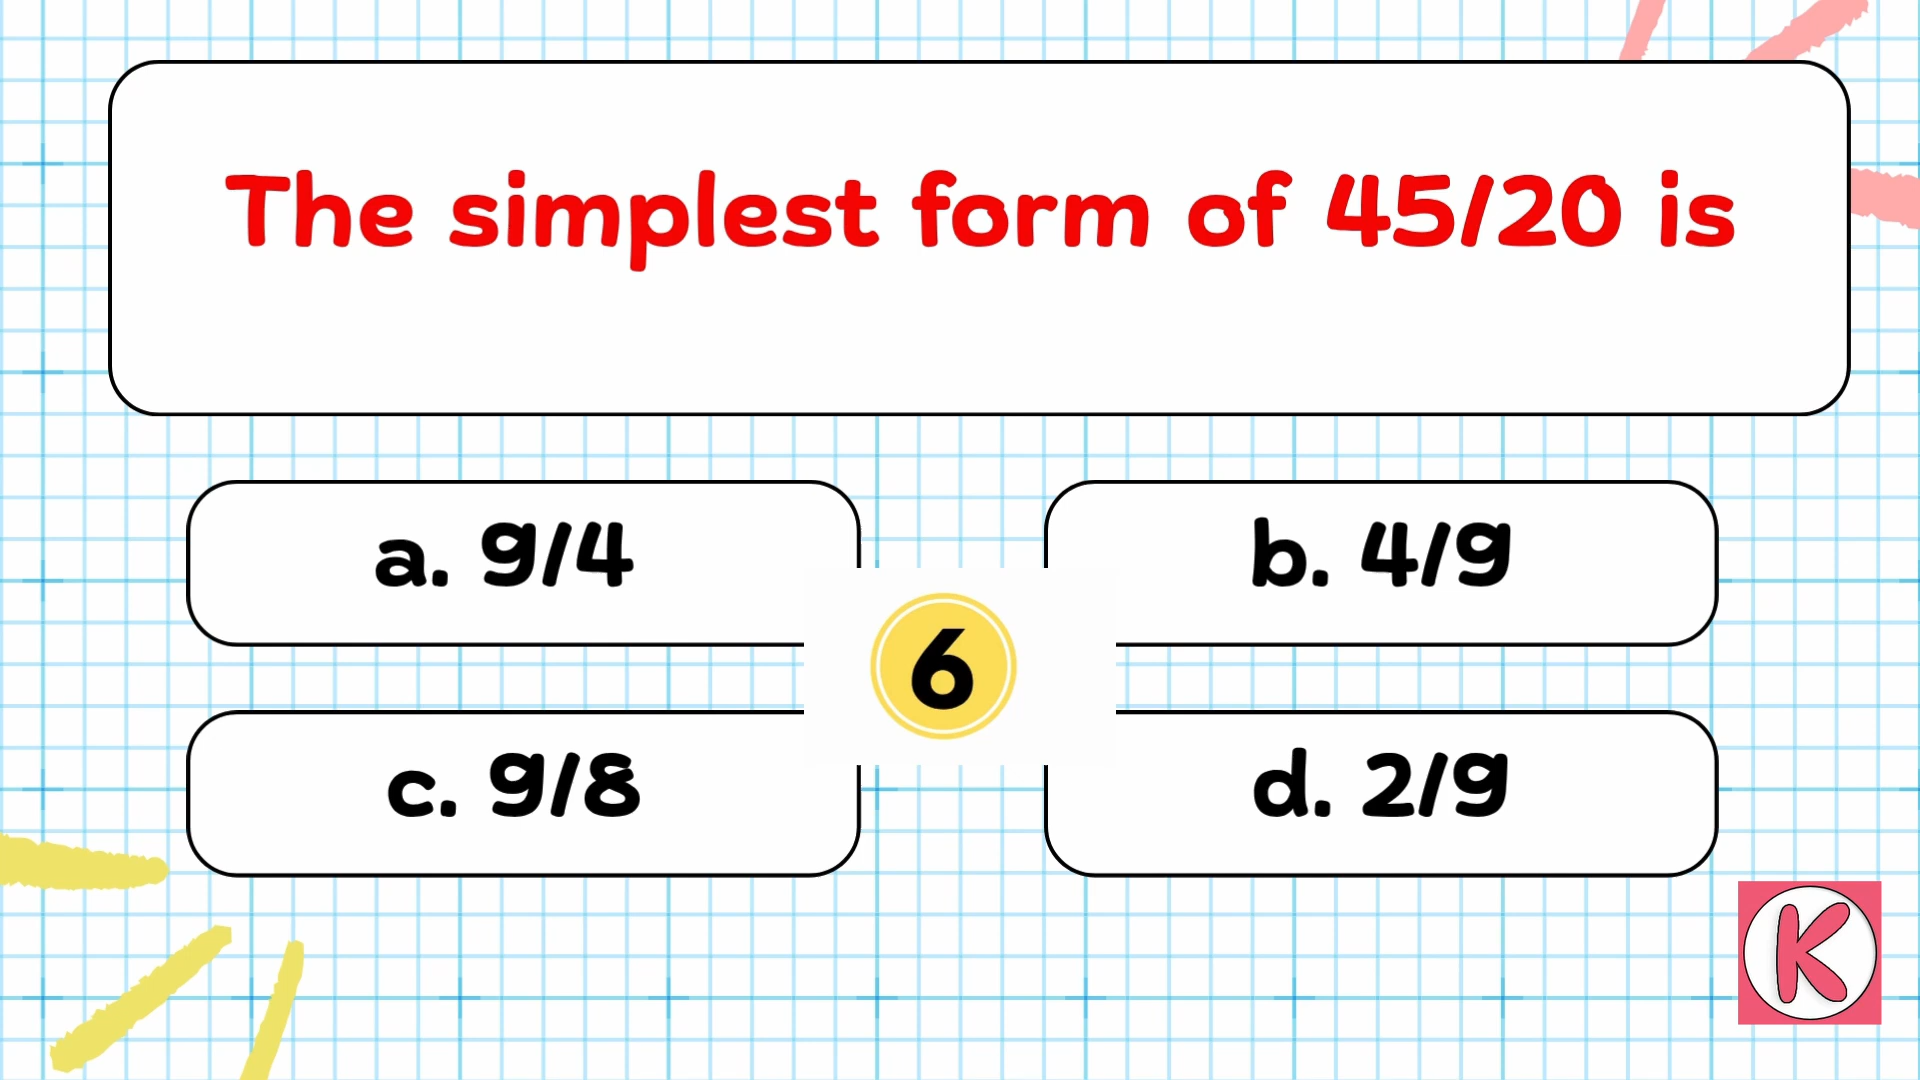 The simplest form of 45/20 is
a. 9/4
b. 4/9
6
c. 9/8
d. 2/9
K